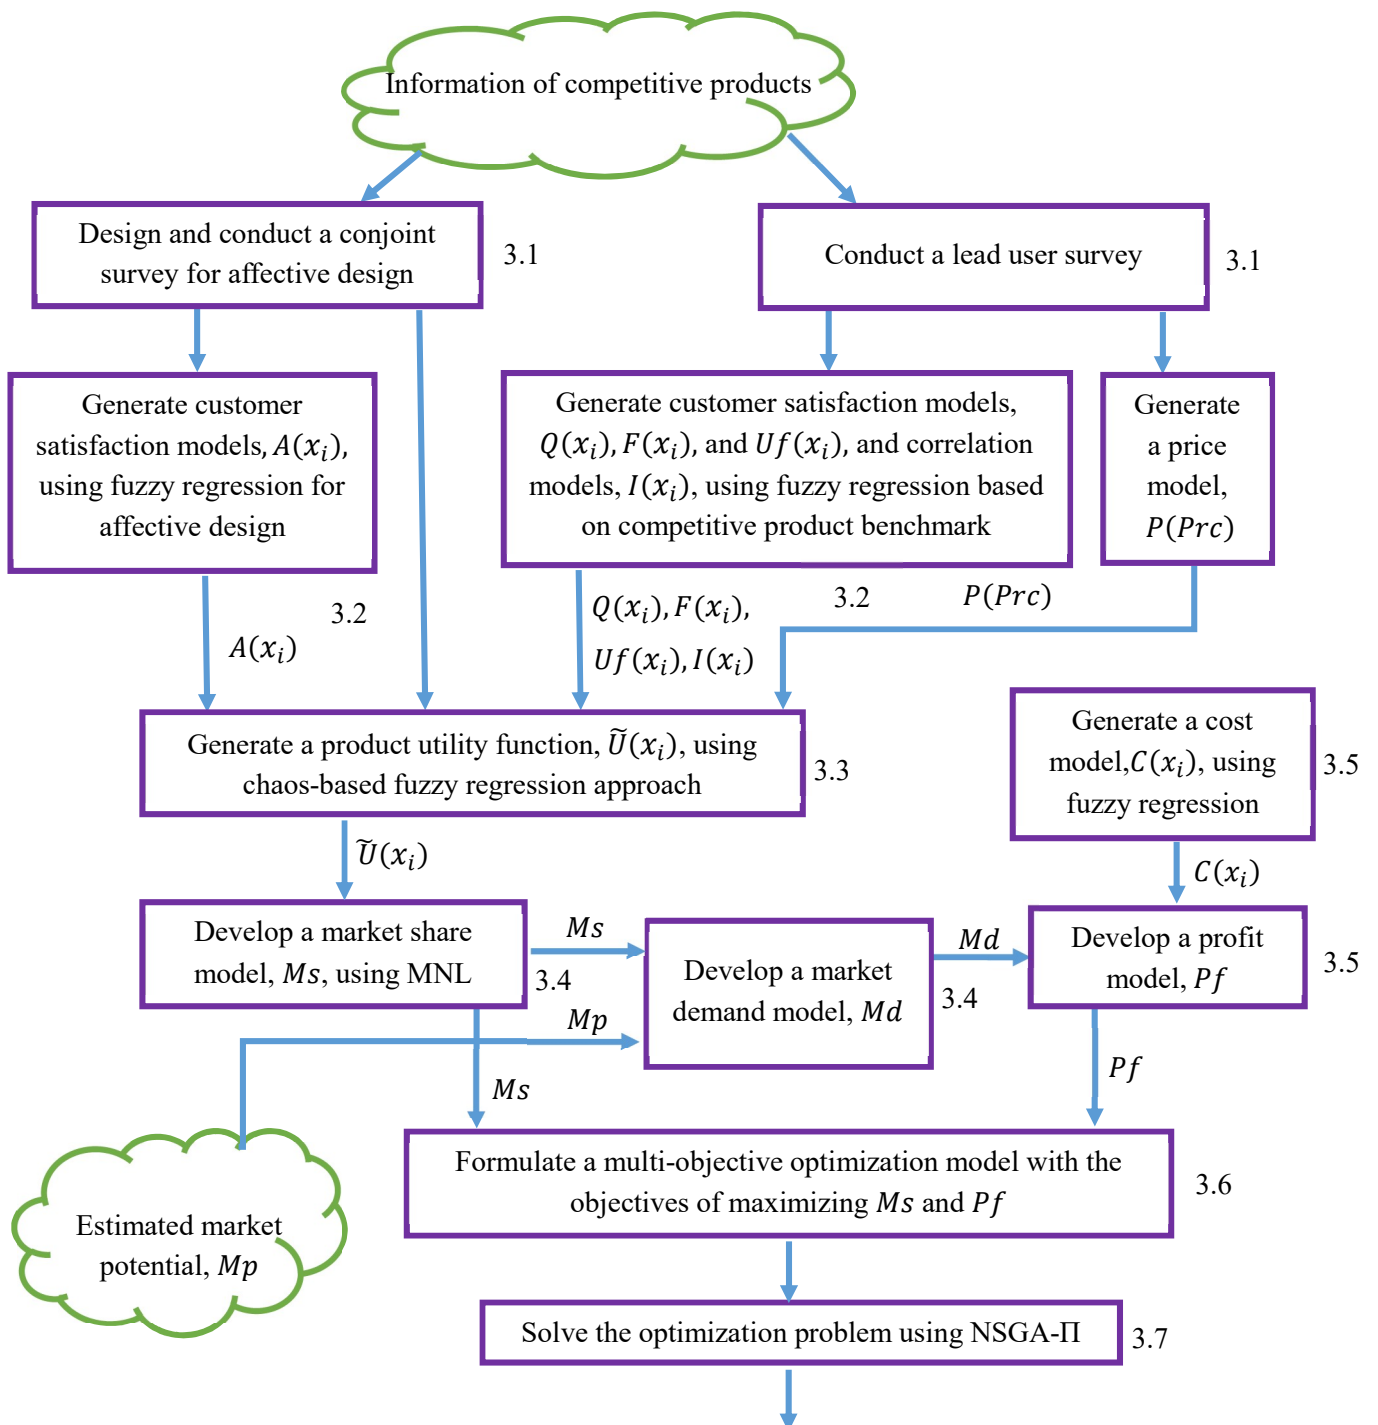 Information of competitive products
Design and conduct a conjoint
survey for affective design
3.1
Conduct a lead user survey
3.1
Generate customer
satisfaction models, A(xᵢ),
using fuzzy regression for
affective design
Generate customer satisfaction models,
Q(xᵢ), F(xᵢ), and Uf(xᵢ), and correlation
models, I(xᵢ), using fuzzy regression based
on competitive product benchmark
Generate
a price
model,
P(Prc)
3.2
A(xᵢ)
Q(xᵢ), F(xᵢ),
Uf(xᵢ), I(xᵢ)
3.2
P(Prc)
Generate a product utility function, Ũ(xᵢ), using
chaos-based fuzzy regression approach
3.3
Generate a cost
model,C(xᵢ), using
fuzzy regression
3.5
Ũ(xᵢ)
C(xᵢ)
Develop a market share
model, Ms, using MNL
3.4
Ms
Mp
Develop a market
demand model, Md
3.4
Md
Develop a profit
model, Pf
3.5
Ms
Pf
Estimated market
potential, Mp
Formulate a multi-objective optimization model with the
objectives of maximizing Ms and Pf
3.6
Solve the optimization problem using NSGA-Π
3.7